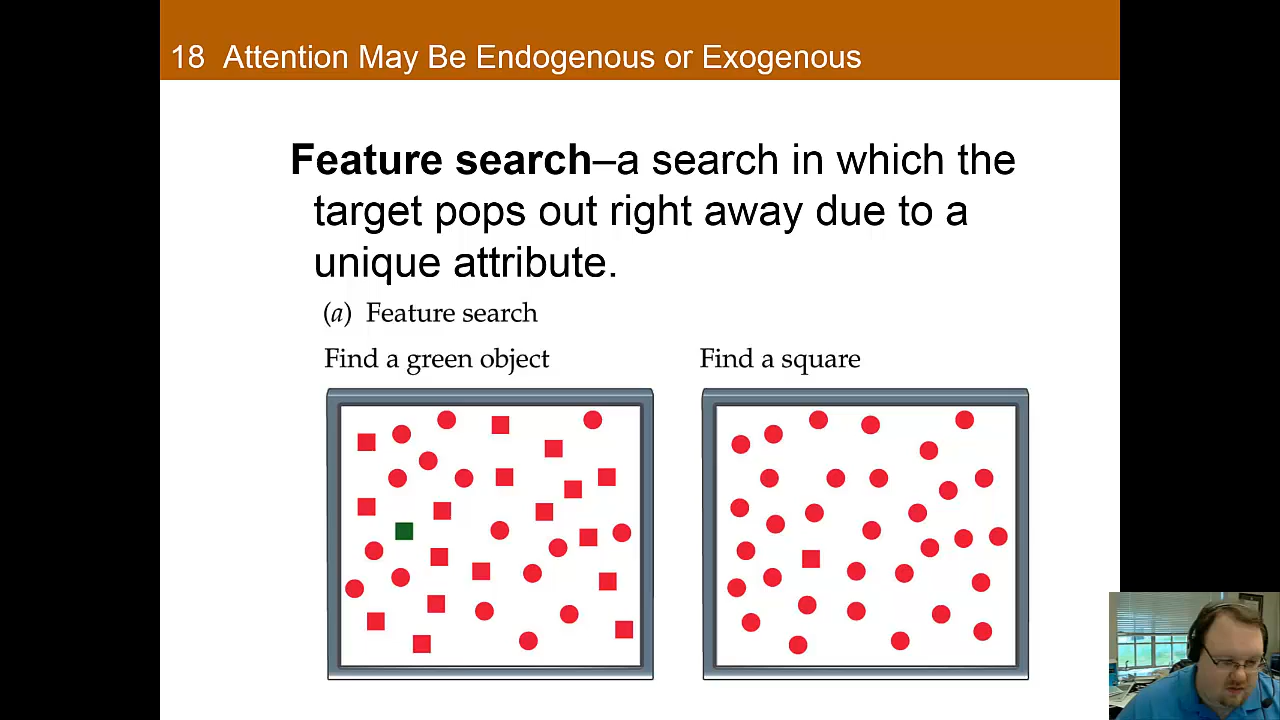 18 Attention May Be Endogenous or Exogenous
Feature search–a search in which the
target pops out right away due to a
unique attribute.
(a) Feature search
Find a green object
Find a square